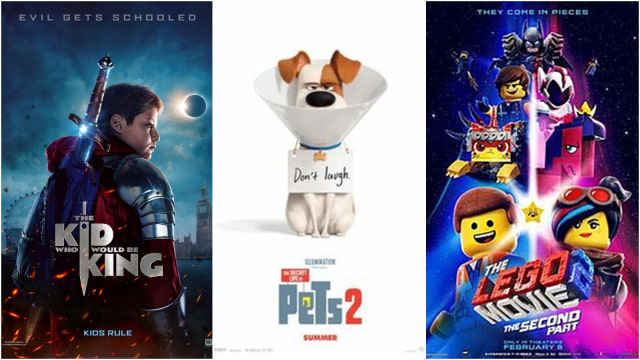 EVIL GETS SCHOOLED
THE
KID
WHO WOULD BE
KING
KIDS RULE
Don't laugh.
ILLUMINATION
THE SECRET
LIFE OF
PETS 2
SUMMER
THEY COME IN PIECES
THE
LEGO
MOVIE 2
THE SECOND
PART
ONLY IN THEATERS
FEBRUARY 8